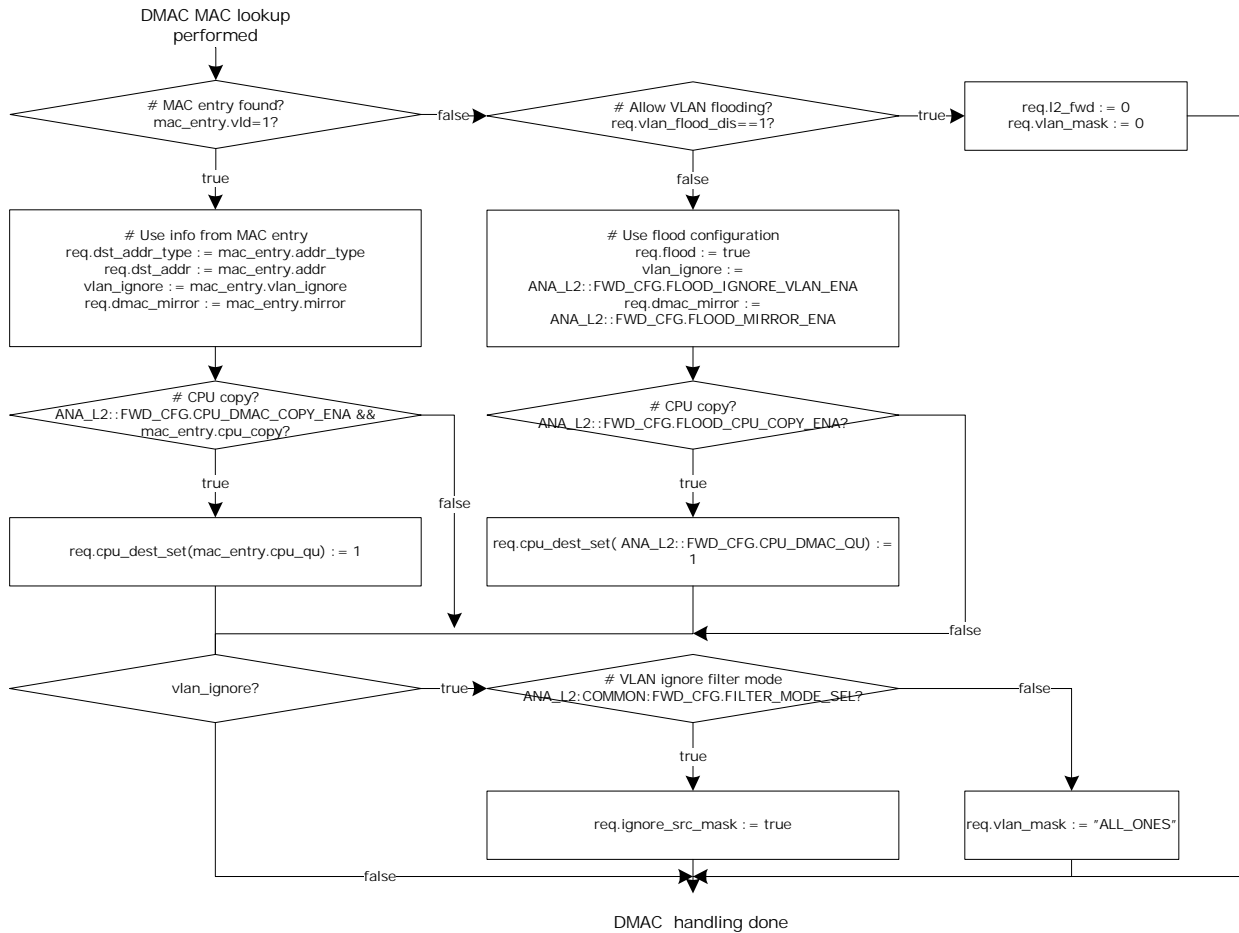 DMAC MAC lookup
performed
# MAC entry found?
mac_entry.vld=1?
false
# Allow VLAN flooding?
req.vlan_flood_dis==1?
true
req.l2_fwd := 0
req.vlan_mask := 0
true
false
# Use info from MAC entry
req.dst_addr_type := mac_entry.addr_type
req.dst_addr := mac_entry.addr
vlan_ignore := mac_entry.vlan_ignore
req.dmac_mirror := mac_entry.mirror
# Use flood configuration
req.flood := true
vlan_ignore :=
ANA_L2::FWD_CFG.FLOOD_IGNORE_VLAN_ENA
req.dmac_mirror :=
ANA_L2::FWD_CFG.FLOOD_MIRROR_ENA
# CPU copy?
ANA_L2::FWD_CFG.CPU_DMAC_COPY_ENA &&
mac_entry.cpu_copy?
# CPU copy?
ANA_L2::FWD_CFG.FLOOD_CPU_COPY_ENA?
true
false
true
req.cpu_dest_set(mac_entry.cpu_qu) := 1
req.cpu_dest_set( ANA_L2::FWD_CFG.CPU_DMAC_QU) :=
1
false
vlan_ignore?
true
# VLAN ignore filter mode
ANA_L2:COMMON:FWD_CFG.FILTER_MODE_SEL?
false
true
req.ignore_src_mask := true
req.vlan_mask := "ALL_ONES"
false
DMAC handling done